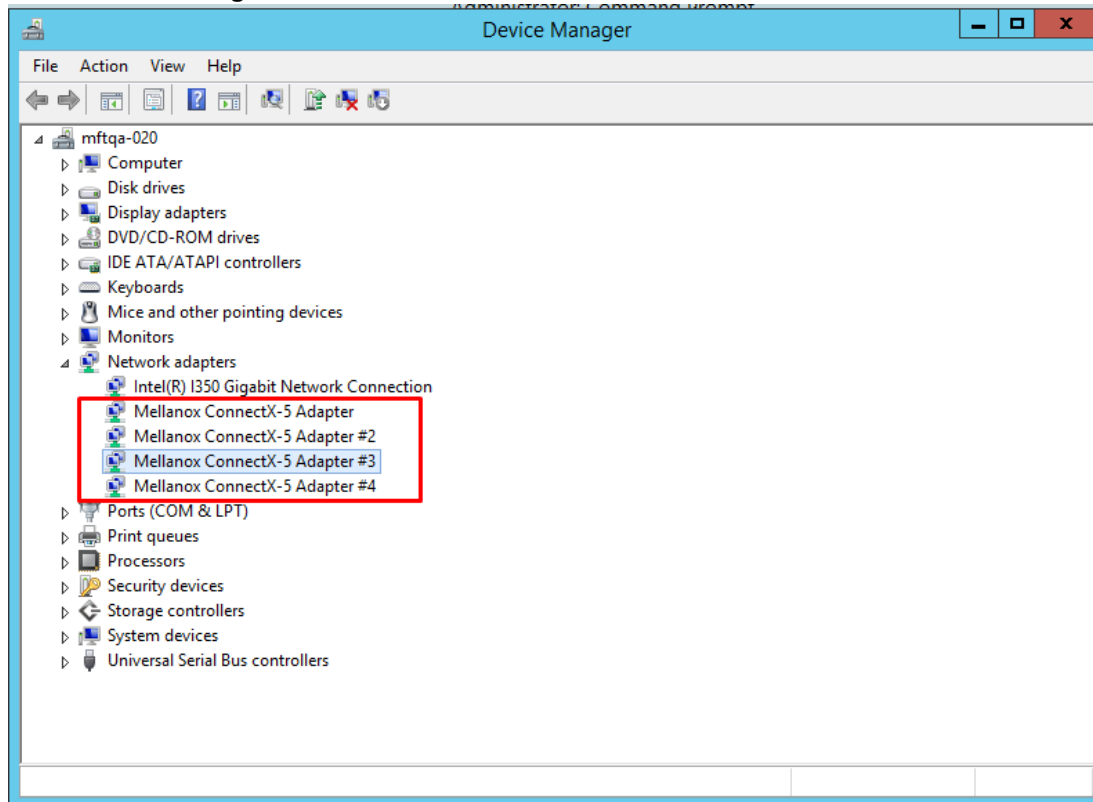 Administrator: Command Prompt
Device Manager
File Action View Help
mftqa-020
Computer
Disk drives
Display adapters
DVD/CD-ROM drives
IDE ATA/ATAPI controllers
Keyboards
Mice and other pointing devices
Monitors
Network adapters
Intel(R) I350 Gigabit Network Connection
Mellanox ConnectX-5 Adapter
Mellanox ConnectX-5 Adapter #2
Mellanox ConnectX-5 Adapter #3
Mellanox ConnectX-5 Adapter #4
Ports (COM & LPT)
Print queues
Processors
Security devices
Storage controllers
System devices
Universal Serial Bus controllers